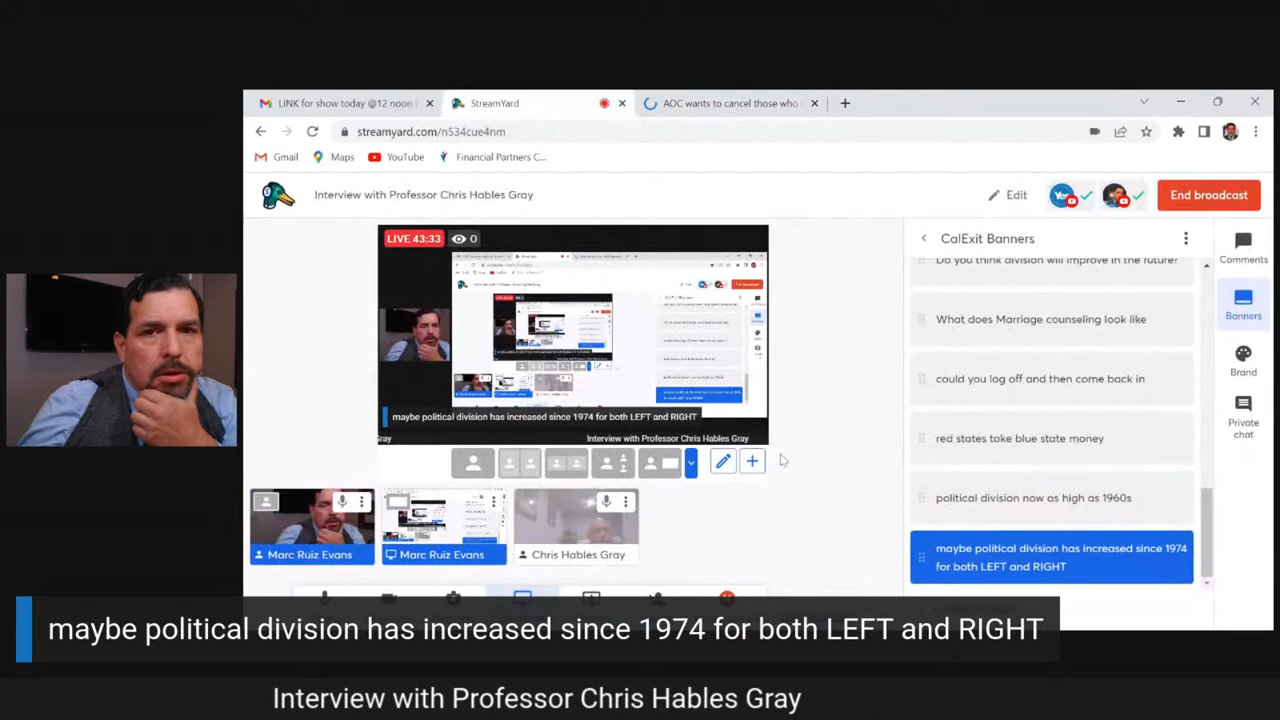 LINK for show today @12 noon
StreamYard
AOC wants to cancel those who
streamyard.com/n534cue4nm
Gmail
Maps
YouTube
Financial Partners C...
Interview with Professor Chris Hables Gray
Edit
End broadcast
LIVE 43:33
0
CalExit Banners
Do you think division will improve in the future?
What does Marriage counseling look like
could you log off and then come back in
red states take blue state money
political division now as high as 1960s
maybe political division has increased since 1974
for both LEFT and RIGHT
Comments
Banners
Brand
Private
chat
maybe political division has increased since 1974 for both LEFT and RIGHT
Gray
Interview with Professor Chris Hables Gray
Marc Ruiz Evans
Marc Ruiz Evans
Chris Hables Gray
maybe political division has increased since 1974 for both LEFT and RIGHT
Interview with Professor Chris Hables Gray